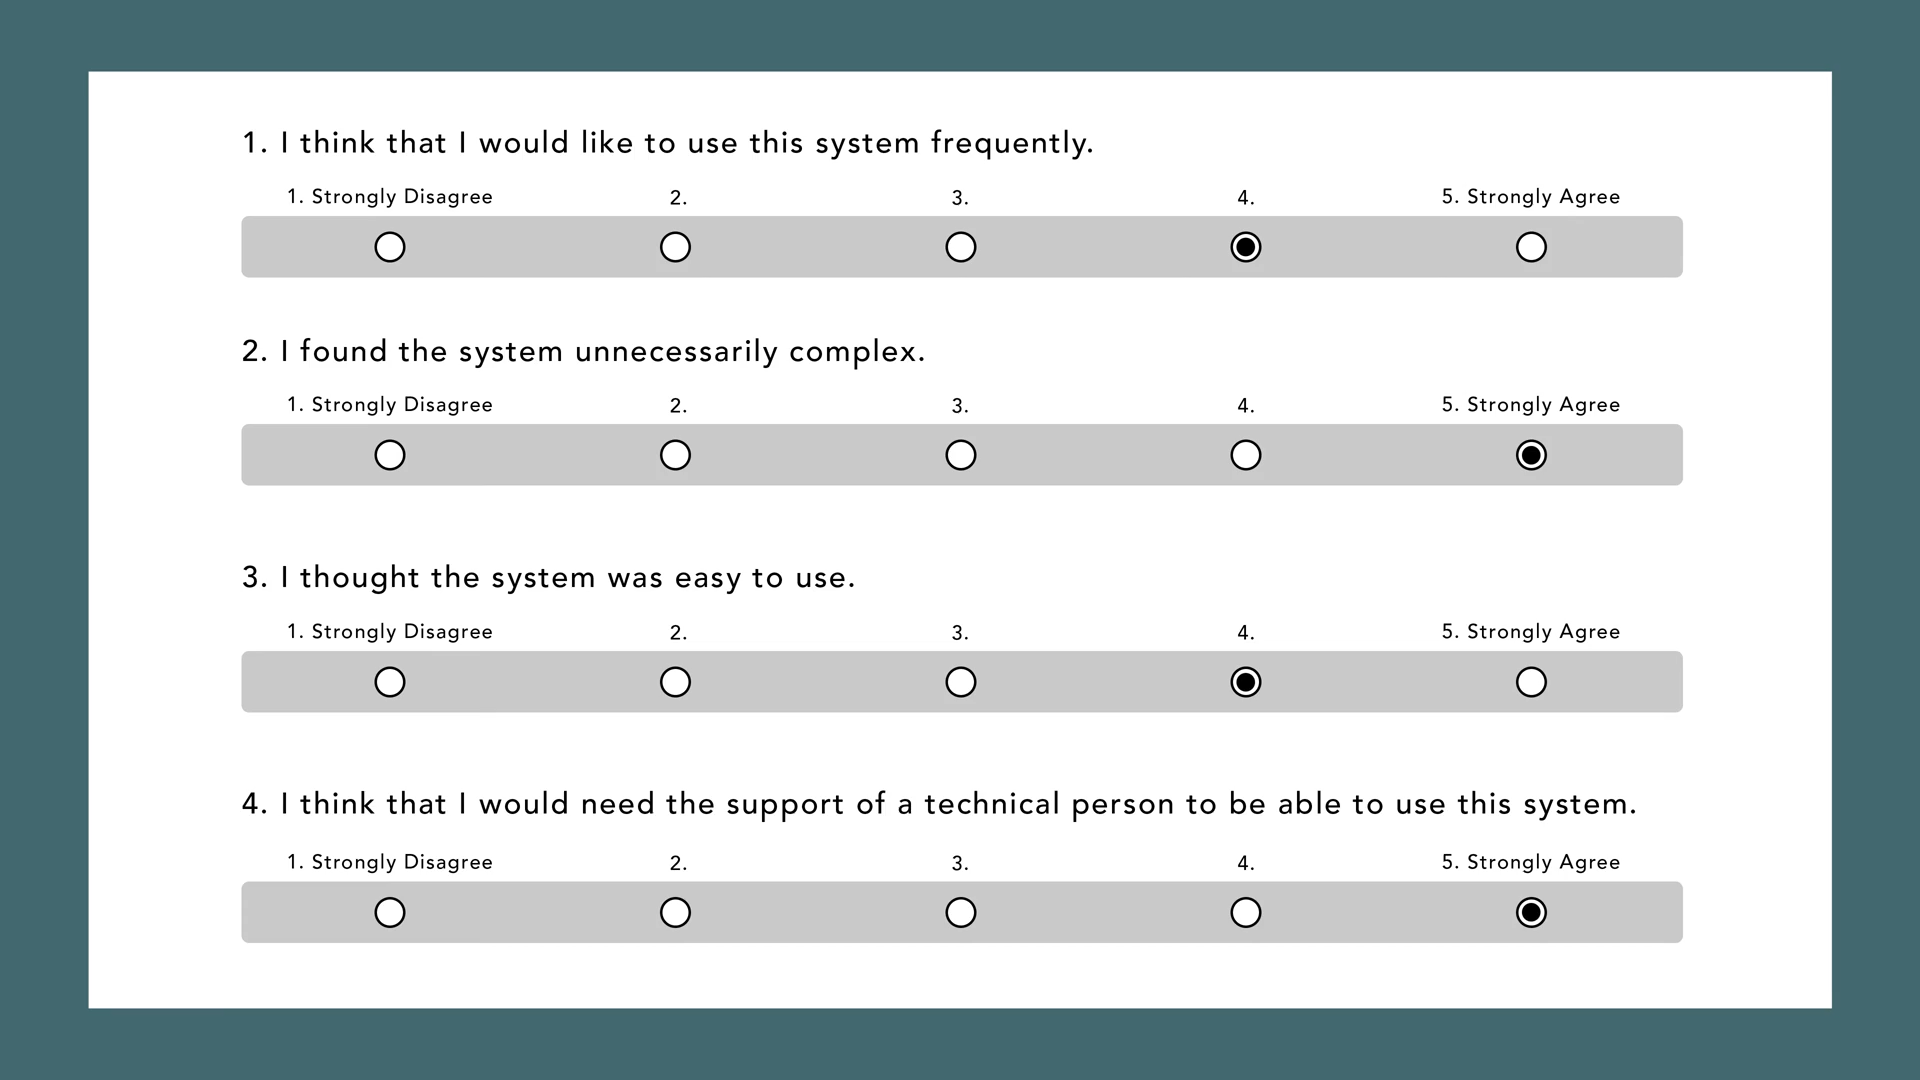 1. I think that I would like to use this system frequently.
1. Strongly Disagree 2. 3. 4. 5. Strongly Agree
2. I found the system unnecessarily complex.
1. Strongly Disagree 2. 3. 4. 5. Strongly Agree
3. I thought the system was easy to use.
1. Strongly Disagree 2. 3. 4. 5. Strongly Agree
4. I think that I would need the support of a technical person to be able to use this system.
1. Strongly Disagree 2. 3. 4. 5. Strongly Agree